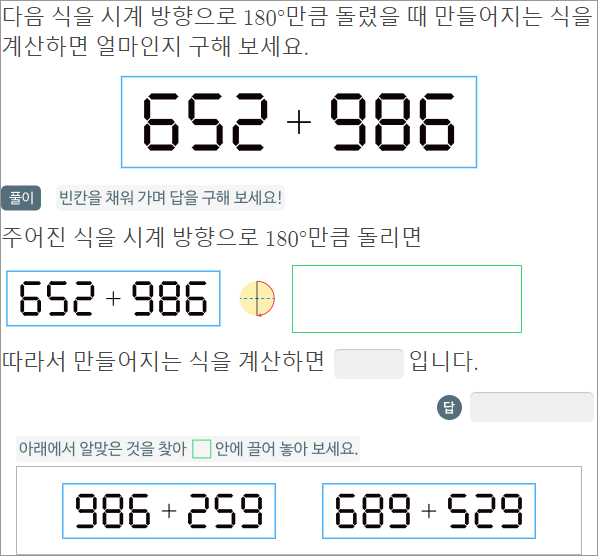 다음 식을 시계 방향으로 180°만큼 돌렸을 때 만들어지는 식을
계산하면 얼마인지 구해 보세요.
652 + 986
풀이 빈칸을 채워 가며 답을 구해 보세요!
주어진 식을 시계 방향으로 180°만큼 돌리면
652 + 986
따라서 만들어지는 식을 계산하면 입니다.
답
아래에서 알맞은 것을 찾아 안에 끌어 놓아 보세요.
986 + 259 689 + 529